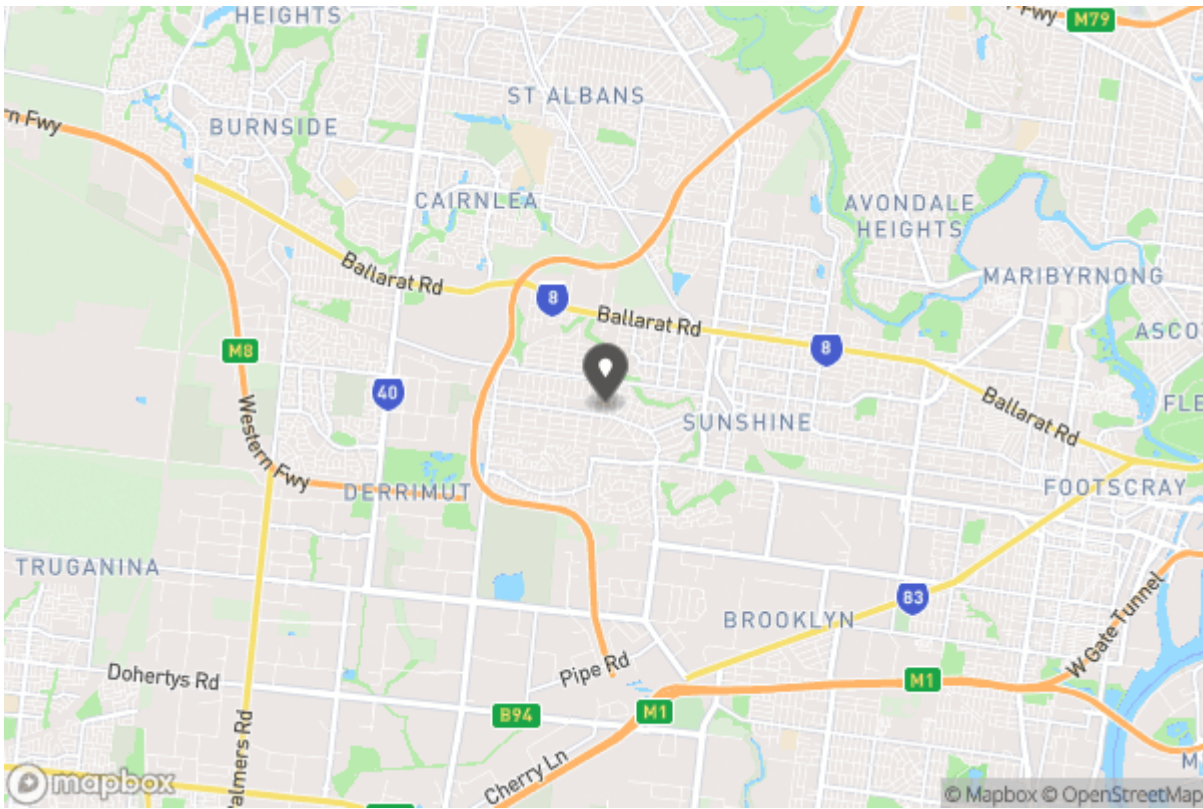 HEIGHTS
Fwy
M79
ST ALBANS
rn Fwy
BURNSIDE
CAIRNLEA
AVONDALE
HEIGHTS
Ballarat Rd
MARIBYRNONG
8
Ballarat Rd
ASCO
M8
8
40
Ballarat Rd
FLE
Western Fwy
SUNSHINE
DERRIMUT
FOOTSCRAY
TRUGANINA
83
BROOKLYN
W Gate Tunnel
Pipe Rd
Dohertys Rd
M1
B94
M1
Palmers Rd
Cherry Ln
M
mapbox
© Mapbox © OpenStreetMap